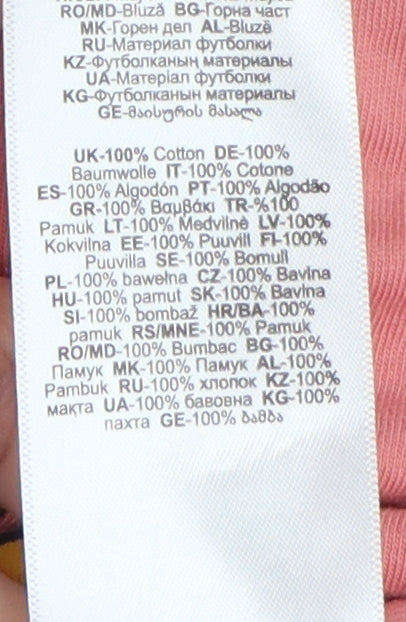 RO/MD-Bluză BG-Горна част
MK-Горен дел AL-Bluzë
RU-Материал футболки
KZ-Футболканың материалы
UA-Матеріал футболки
KG-Футболканын материалы
GE-მაისურის მასალა
UK-100% Cotton DE-100%
Baumwolle IT-100% Cotone
ES-100% Algodón PT-100% Algodão
GR-100% Βαμβάκι TR-%100
Pamuk LT-100% Medvilnė LV-100%
Kokvilna EE-100% Puuvill FI-100%
Puuvilla SE-100% Bomull
PL-100% bawełna CZ-100% Bavlna
HU-100% pamut SK-100% Bavlna
SI-100% bombaž HR/BA-100%
pamuk RS/MNE-100% Pamuk
RO/MD-100% Bumbac BG-100%
Памук MK-100% Памук AL-100%
Pambuk RU-100% хлопок KZ-100%
мақта UA-100% бавовна KG-100%
пахта GE-100% ბამბა